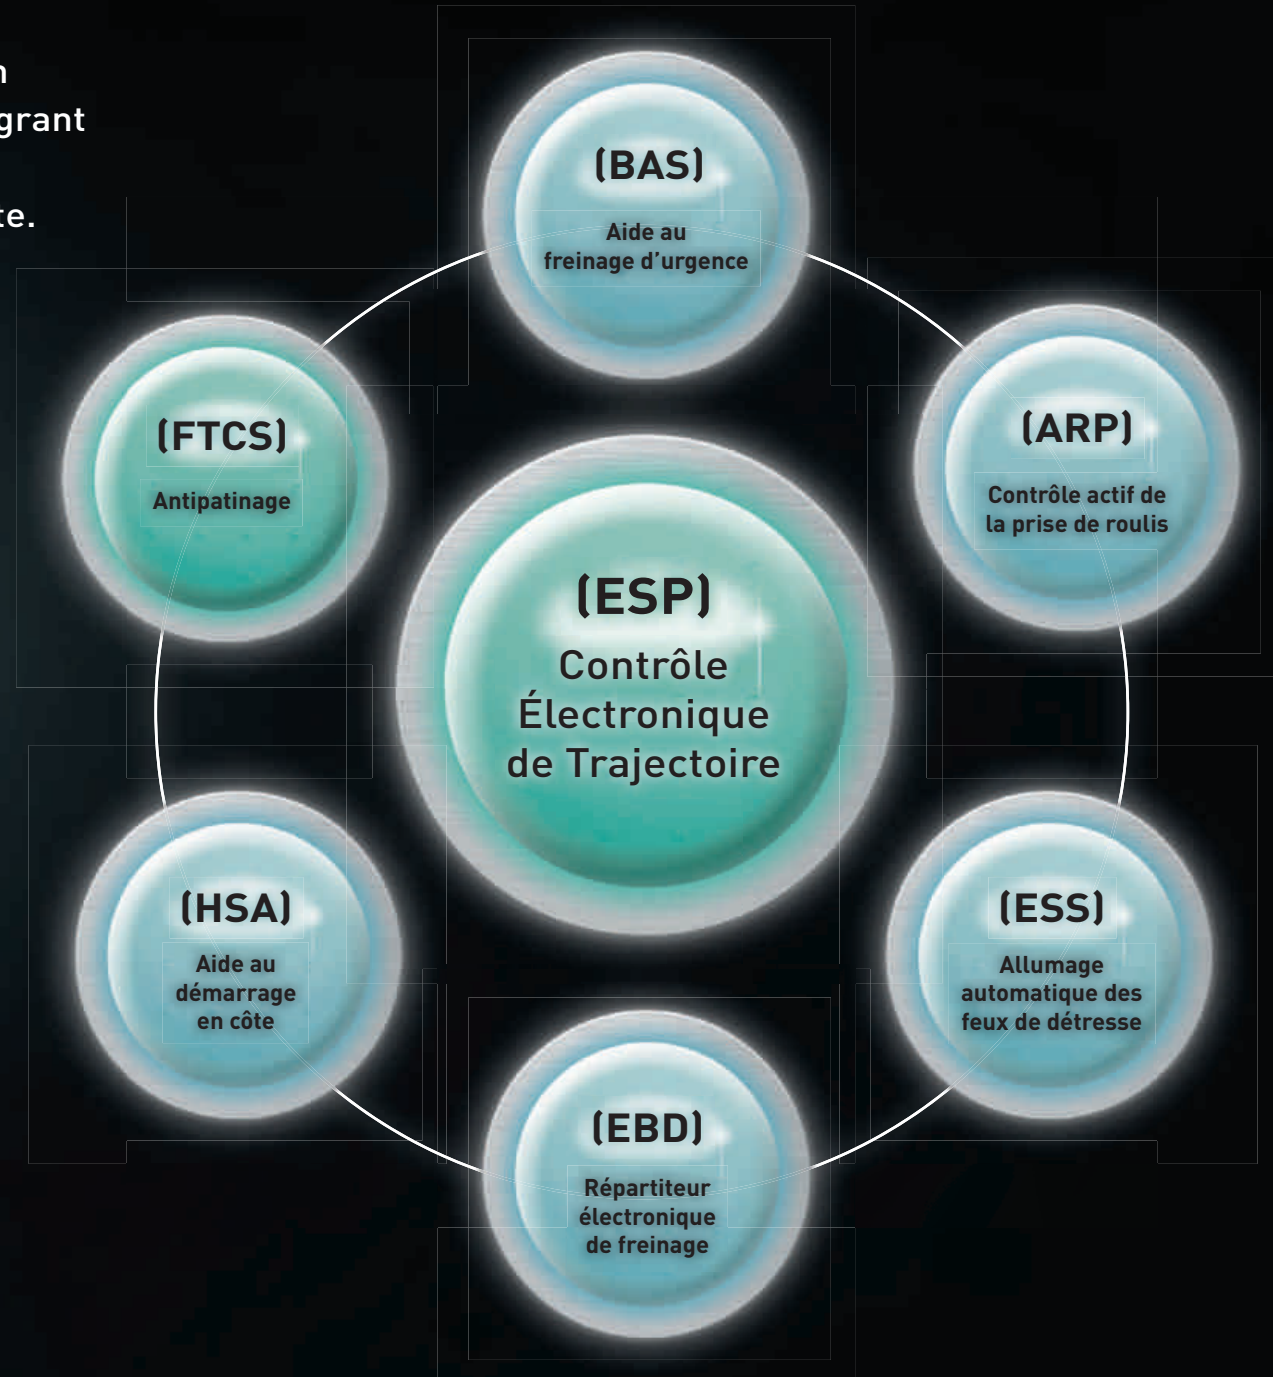 grant
te.
(BAS)
Aide au
freinage d’urgence
(FTCS)
Antipatinage
(ARP)
Contrôle actif de
la prise de roulis
(ESP)
Contrôle
Électronique
de Trajectoire
(HSA)
Aide au
démarrage
en côte
(ESS)
Allumage
automatique des
feux de détresse
(EBD)
Répartiteur
électronique
de freinage